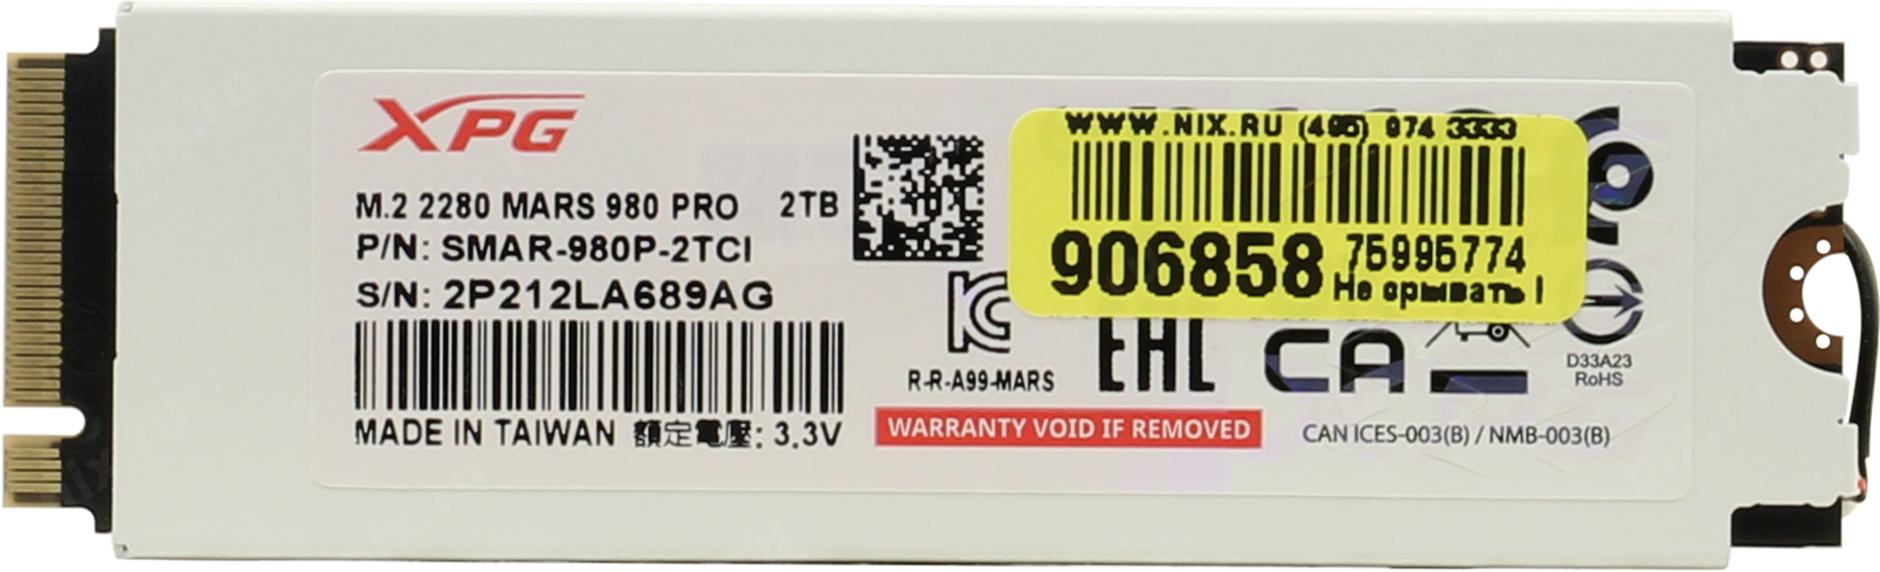 XPG
M.2 2280 MARS 980 PRO 2TB
P/N: SMAR-980P-2TCI
S/N: 2P212LA689AG
MADE IN TAIWAN 額定電壓: 3.3V
R-R-A99-MARS
WARRANTY VOID IF REMOVED
WWW.NIX.RU (495) 974 3333
906858 75995774
Не срывать!
EAC
CA
D33A23
RoHS
CAN ICES-003(B) / NMB-003(B)